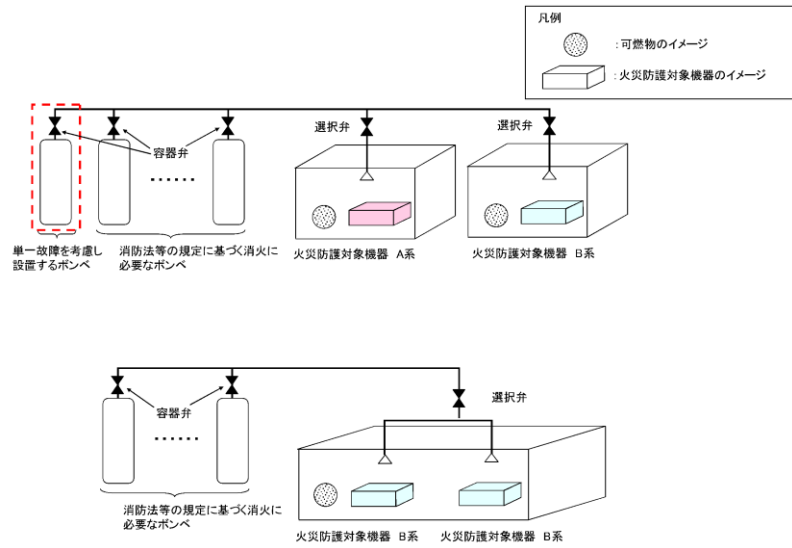 凡例
：可燃物のイメージ
：火災防護対象機器のイメージ
選択弁
選択弁
容器弁
‥‥‥
単一故障を考慮し
設置するボンベ
消防法等の規定に基づく消火に
必要なボンベ
火災防護対象機器 A系
火災防護対象機器 B系
容器弁
選択弁
‥‥‥
消防法等の規定に基づく消火に
必要なボンベ
火災防護対象機器 B系
火災防護対象機器 B系